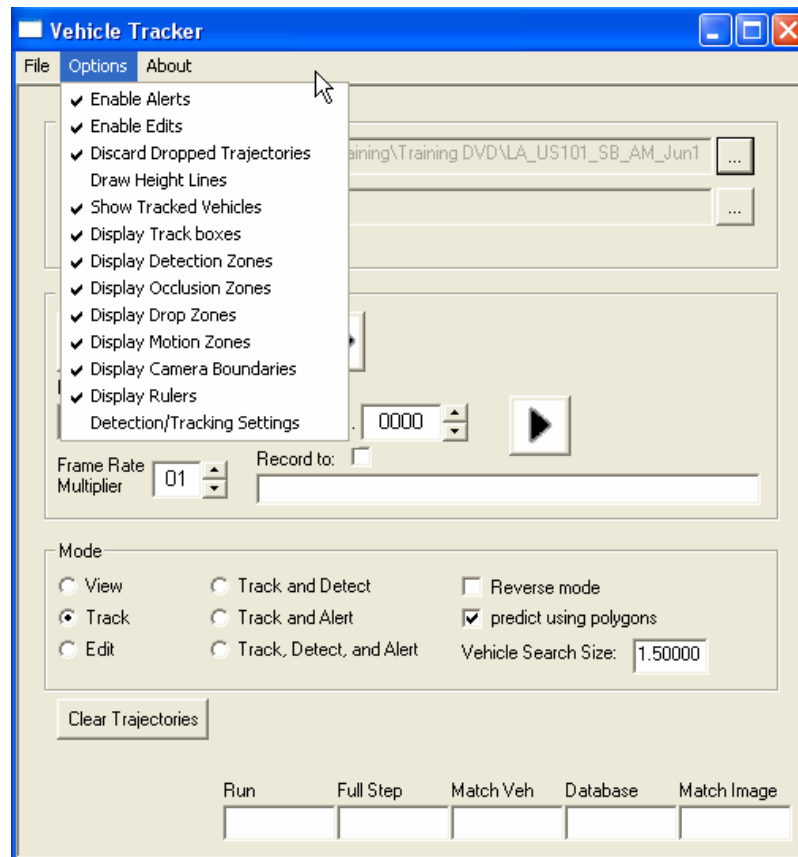 Vehicle Tracker
File Options About
Enable Alerts
Enable Edits
Discard Dropped Trajectories
Draw Height Lines
Show Tracked Vehicles
Display Track boxes
Display Detection Zones
Display Occlusion Zones
Display Drop Zones
Display Motion Zones
Display Camera Boundaries
Display Rulers
Detection/Tracking Settings
aining\Training DVD\LA_US101_SB_AM_Jun1 ...
...
. 0000
Frame Rate Multiplier 01 Record to:
Mode
View Track and Detect Reverse mode
Track Track and Alert predict using polygons
Edit Track, Detect, and Alert Vehicle Search Size: 1.50000
Clear Trajectories
Run Full Step Match Veh Database Match Image